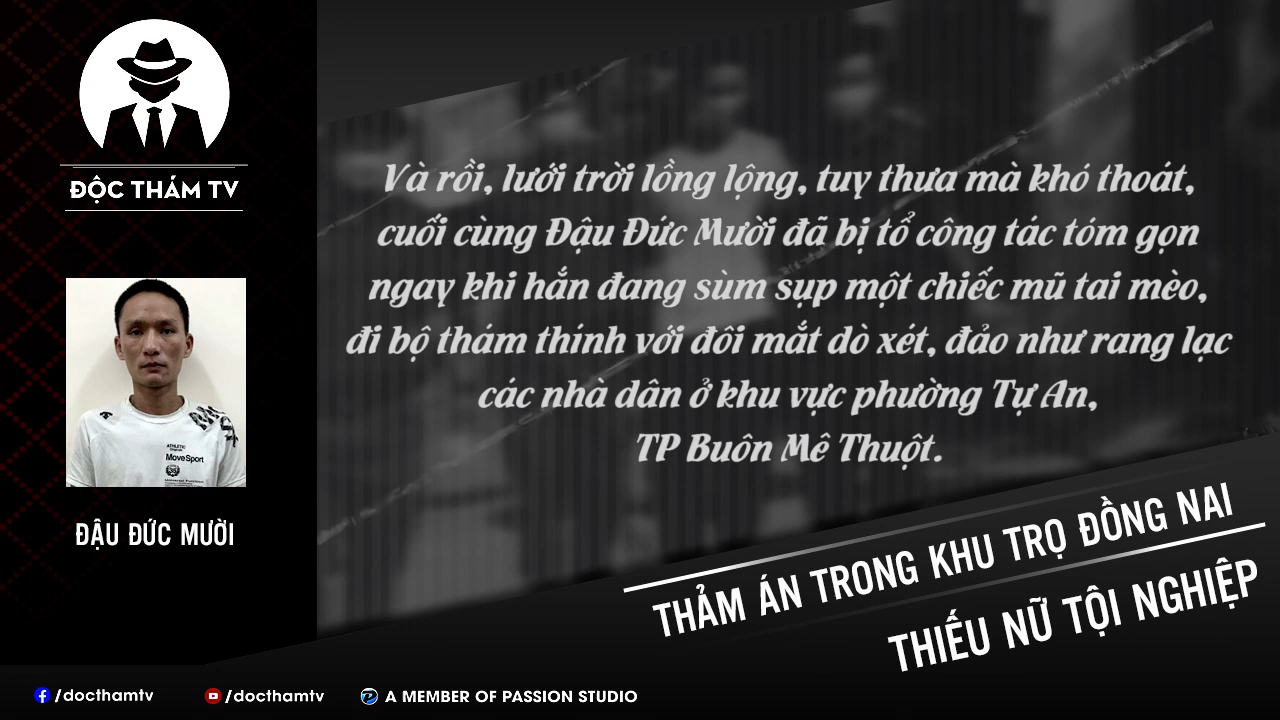 ĐỘC THÁM TV
ĐẬU ĐỨC MƯỜI
Và rồi, lưới trời lồng lộng, tuy thưa mà khó thoát,
cuối cùng Đậu Đức Mười đã bị tổ công tác tóm gọn
ngay khi hắn đang sùm sụp một chiếc mũ tai mèo,
đi bộ thám thính với đôi mắt dò xét, đảo như rang lạc
các nhà dân ở khu vực phường Tự An,
TP Buôn Mê Thuột.
THẢM ÁN TRONG KHU TRỌ ĐỒNG NAI
THIẾU NỮ TỘI NGHIỆP
ATHLETIC
Move Sport
/docthamtv
/docthamtv
A MEMBER OF PASSION STUDIO